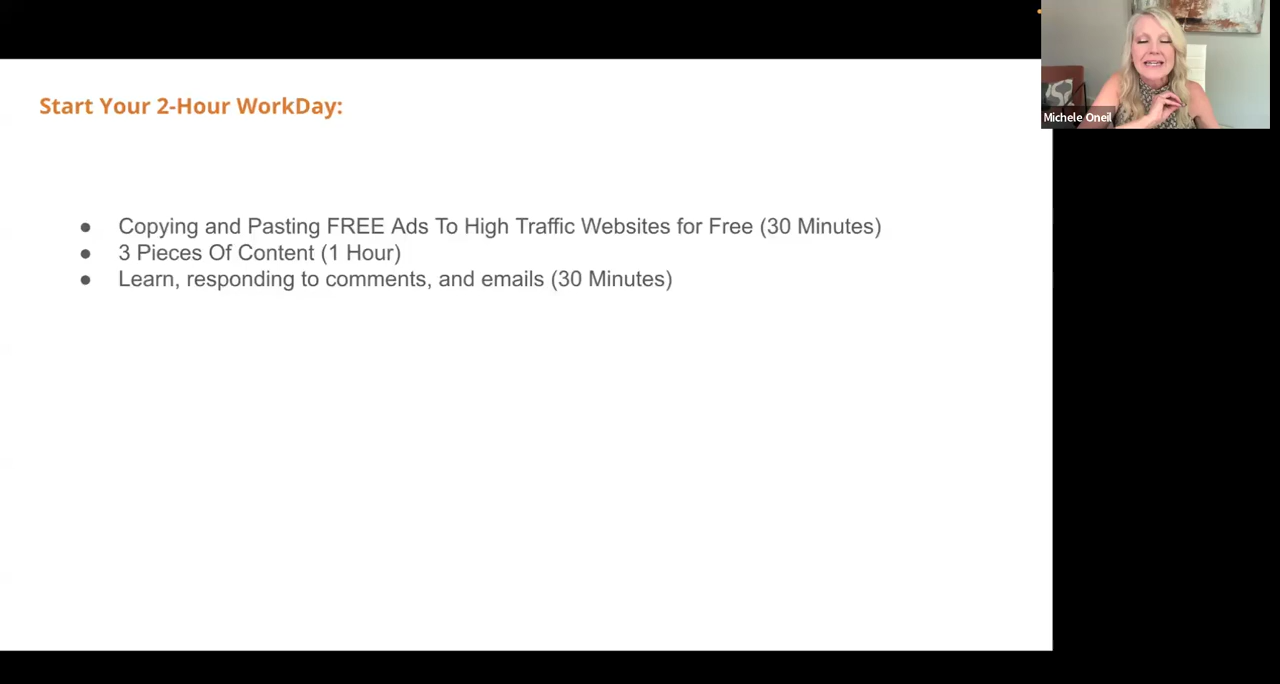 Start Your 2-Hour WorkDay:
● Copying and Pasting FREE Ads To High Traffic Websites for Free (30 Minutes)
● 3 Pieces Of Content (1 Hour)
● Learn, responding to comments, and emails (30 Minutes)
Michele Oneil